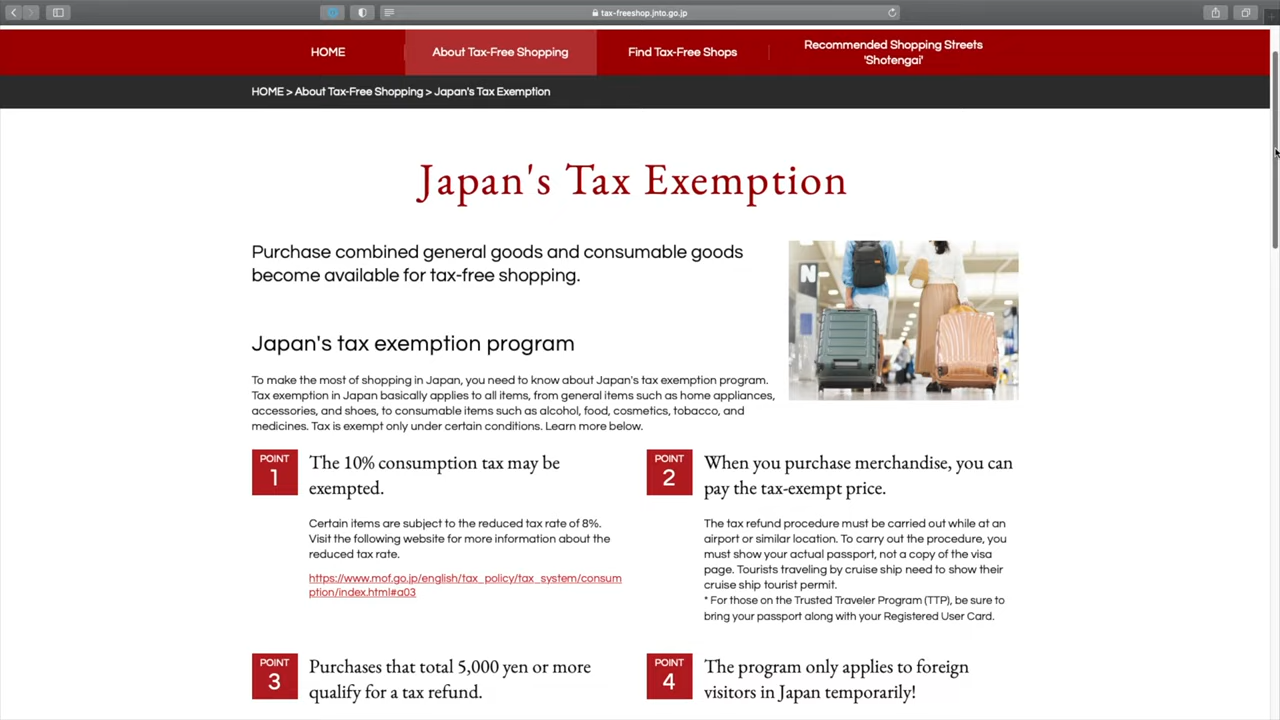 tax-freeshop.jnto.go.jp
HOME
About Tax-Free Shopping
Find Tax-Free Shops
Recommended Shopping Streets
'Shotengai'
HOME > About Tax-Free Shopping > Japan's Tax Exemption
Japan's Tax Exemption
Purchase combined general goods and consumable goods
become available for tax-free shopping.
N
Japan's tax exemption program
To make the most of shopping in Japan, you need to know about Japan's tax exemption program.
Tax exemption in Japan basically applies to all items, from general items such as home appliances,
accessories, and shoes, to consumable items such as alcohol, food, cosmetics, tobacco, and
medicines. Tax is exempt only under certain conditions. Learn more below.
POINT
1
The 10% consumption tax may be
exempted.
Certain items are subject to the reduced tax rate of 8%.
Visit the following website for more information about the
reduced tax rate.
https://www.mof.go.jp/english/tax_policy/tax_system/consum
ption/index.html#a03
POINT
2
When you purchase merchandise, you can
pay the tax-exempt price.
The tax refund procedure must be carried out while at an
airport or similar location. To carry out the procedure, you
must show your actual passport, not a copy of the visa
page. Tourists traveling by cruise ship need to show their
cruise ship tourist permit.
* For those on the Trusted Traveler Program (TTP), be sure to
bring your passport along with your Registered User Card.
POINT
3
Purchases that total 5,000 yen or more
qualify for a tax refund.
POINT
4
The program only applies to foreign
visitors in Japan temporarily!